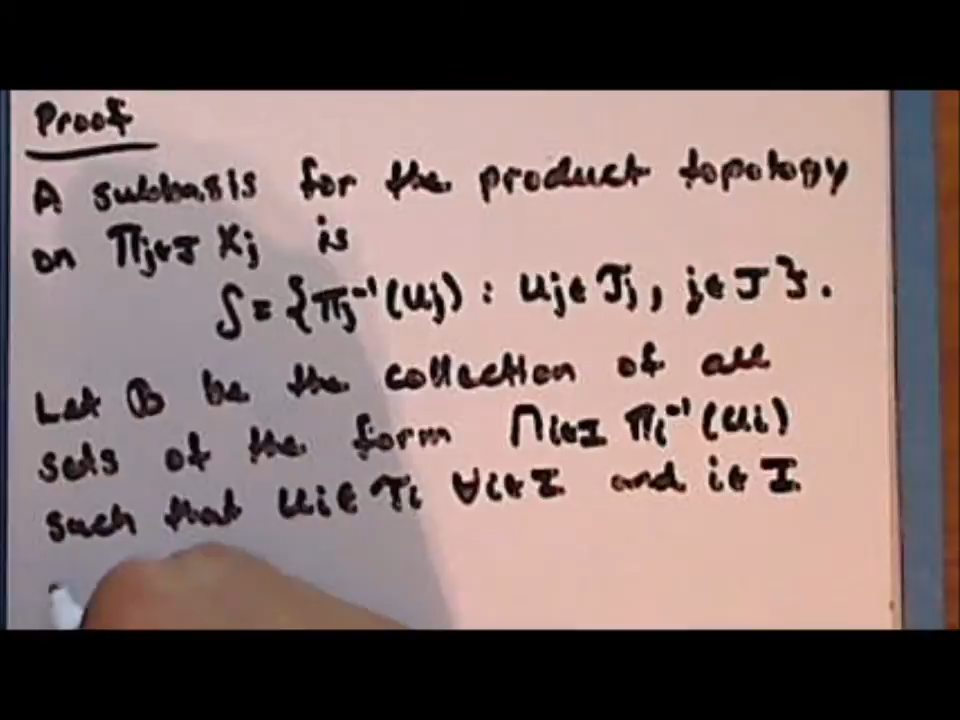 Proof
A subbasis for the product topology
on Πj∈J Xj is
S = {πj⁻¹(Uj) : Uj ∈ Tj, j ∈ J}.
Let B be the collection of all
sets of the form ∩i∈I πi⁻¹(Ui)
such that Ui ∈ Ti ∀i∈I and i∈I